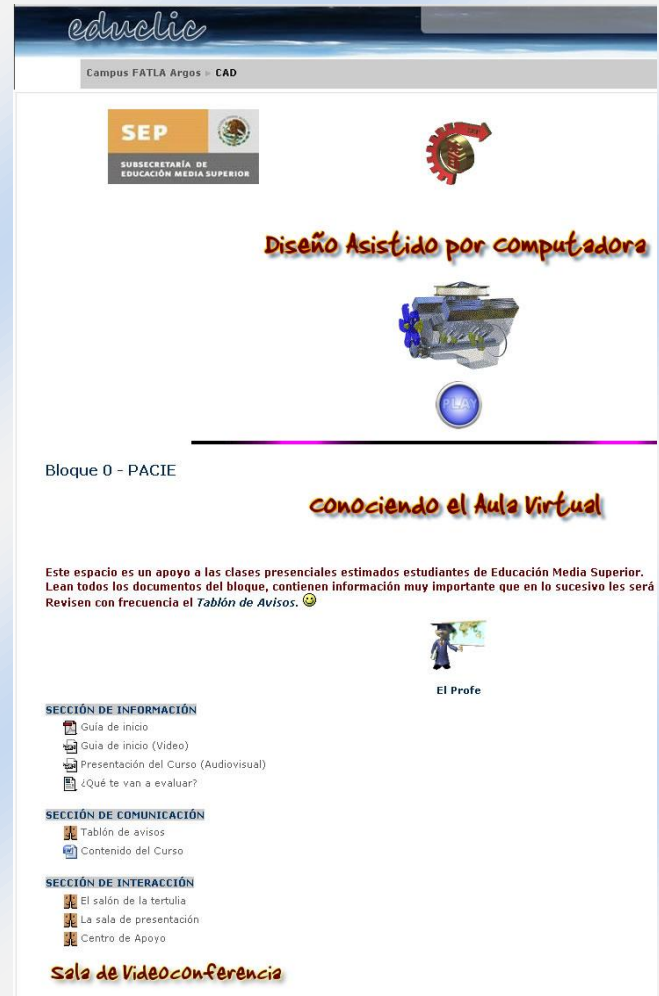 educlic
Campus FATLA Argos ► CAD
SEP
SUBSECRETARÍA DE
EDUCACIÓN MEDIA SUPERIOR
Diseño Asistido por computadora
PLAY
Bloque 0 - PACIE
conociendo el Aula Virtual
Este espacio es un apoyo a las clases presenciales estimados estudiantes de Educación Media Superior.
Lean todos los documentos del bloque, contienen información muy importante que en lo sucesivo les será
Revisen con frecuencia el Tablón de Avisos.
El Profe
SECCIÓN DE INFORMACIÓN
Guía de inicio
Guia de inicio (Video)
Presentación del Curso (Audiovisual)
¿Qué te van a evaluar?
SECCIÓN DE COMUNICACIÓN
Tablón de avisos
Contenido del Curso
SECCIÓN DE INTERACCIÓN
El salón de la tertulia
La sala de presentación
Centro de Apoyo
Sala de Videoconferencia